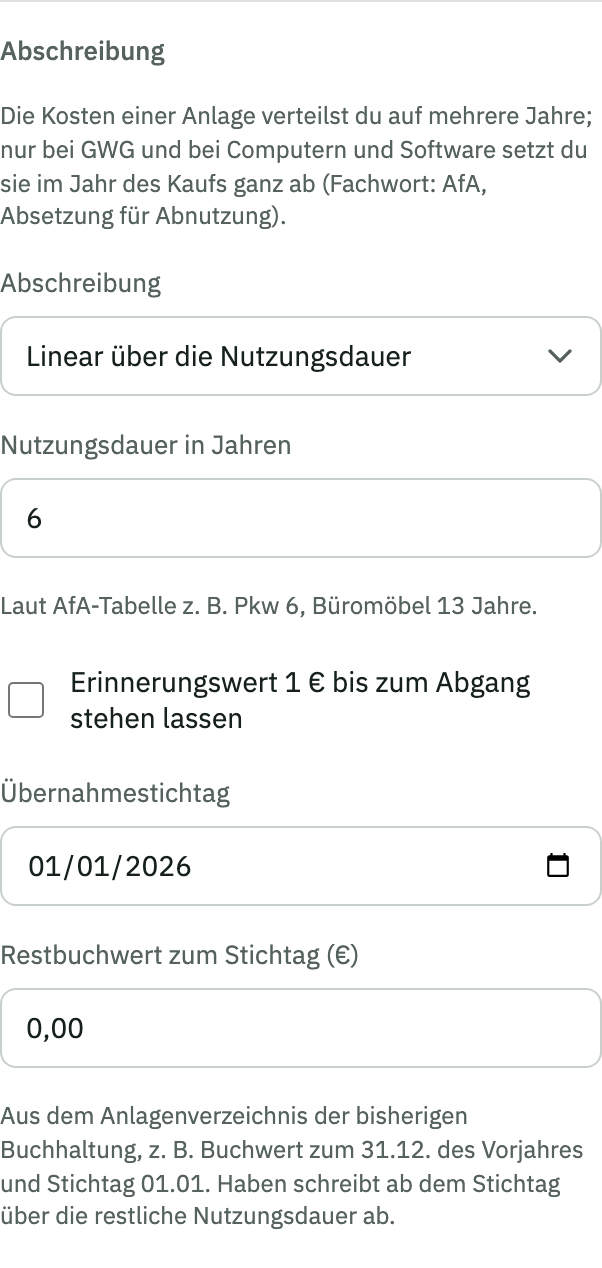 Abschreibung
Die Kosten einer Anlage verteilst du auf mehrere Jahre;
nur bei GWG und bei Computern und Software setzt du
sie im Jahr des Kaufs ganz ab (Fachwort: AfA,
Absetzung für Abnutzung).
Abschreibung
Linear über die Nutzungsdauer
Nutzungsdauer in Jahren
6
Laut AfA-Tabelle z. B. Pkw 6, Büromöbel 13 Jahre.
Erinnerungswert 1 € bis zum Abgang
stehen lassen
Übernahmestichtag
01/01/2026
Restbuchwert zum Stichtag (€)
0,00
Aus dem Anlagenverzeichnis der bisherigen
Buchhaltung, z. B. Buchwert zum 31.12. des Vorjahres
und Stichtag 01.01. Haben schreibt ab dem Stichtag
über die restliche Nutzungsdauer ab.